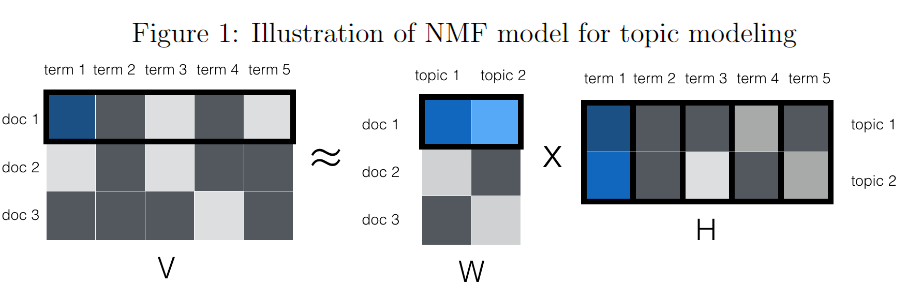 Figure 1: Illustration of NMF model for topic modeling
term 1 term 2 term 3 term 4 term 5
doc 1
doc 2
doc 3
V
≈
topic 1 topic 2
doc 1
doc 2
doc 3
W
X
term 1 term 2 term 3 term 4 term 5
topic 1
topic 2
H